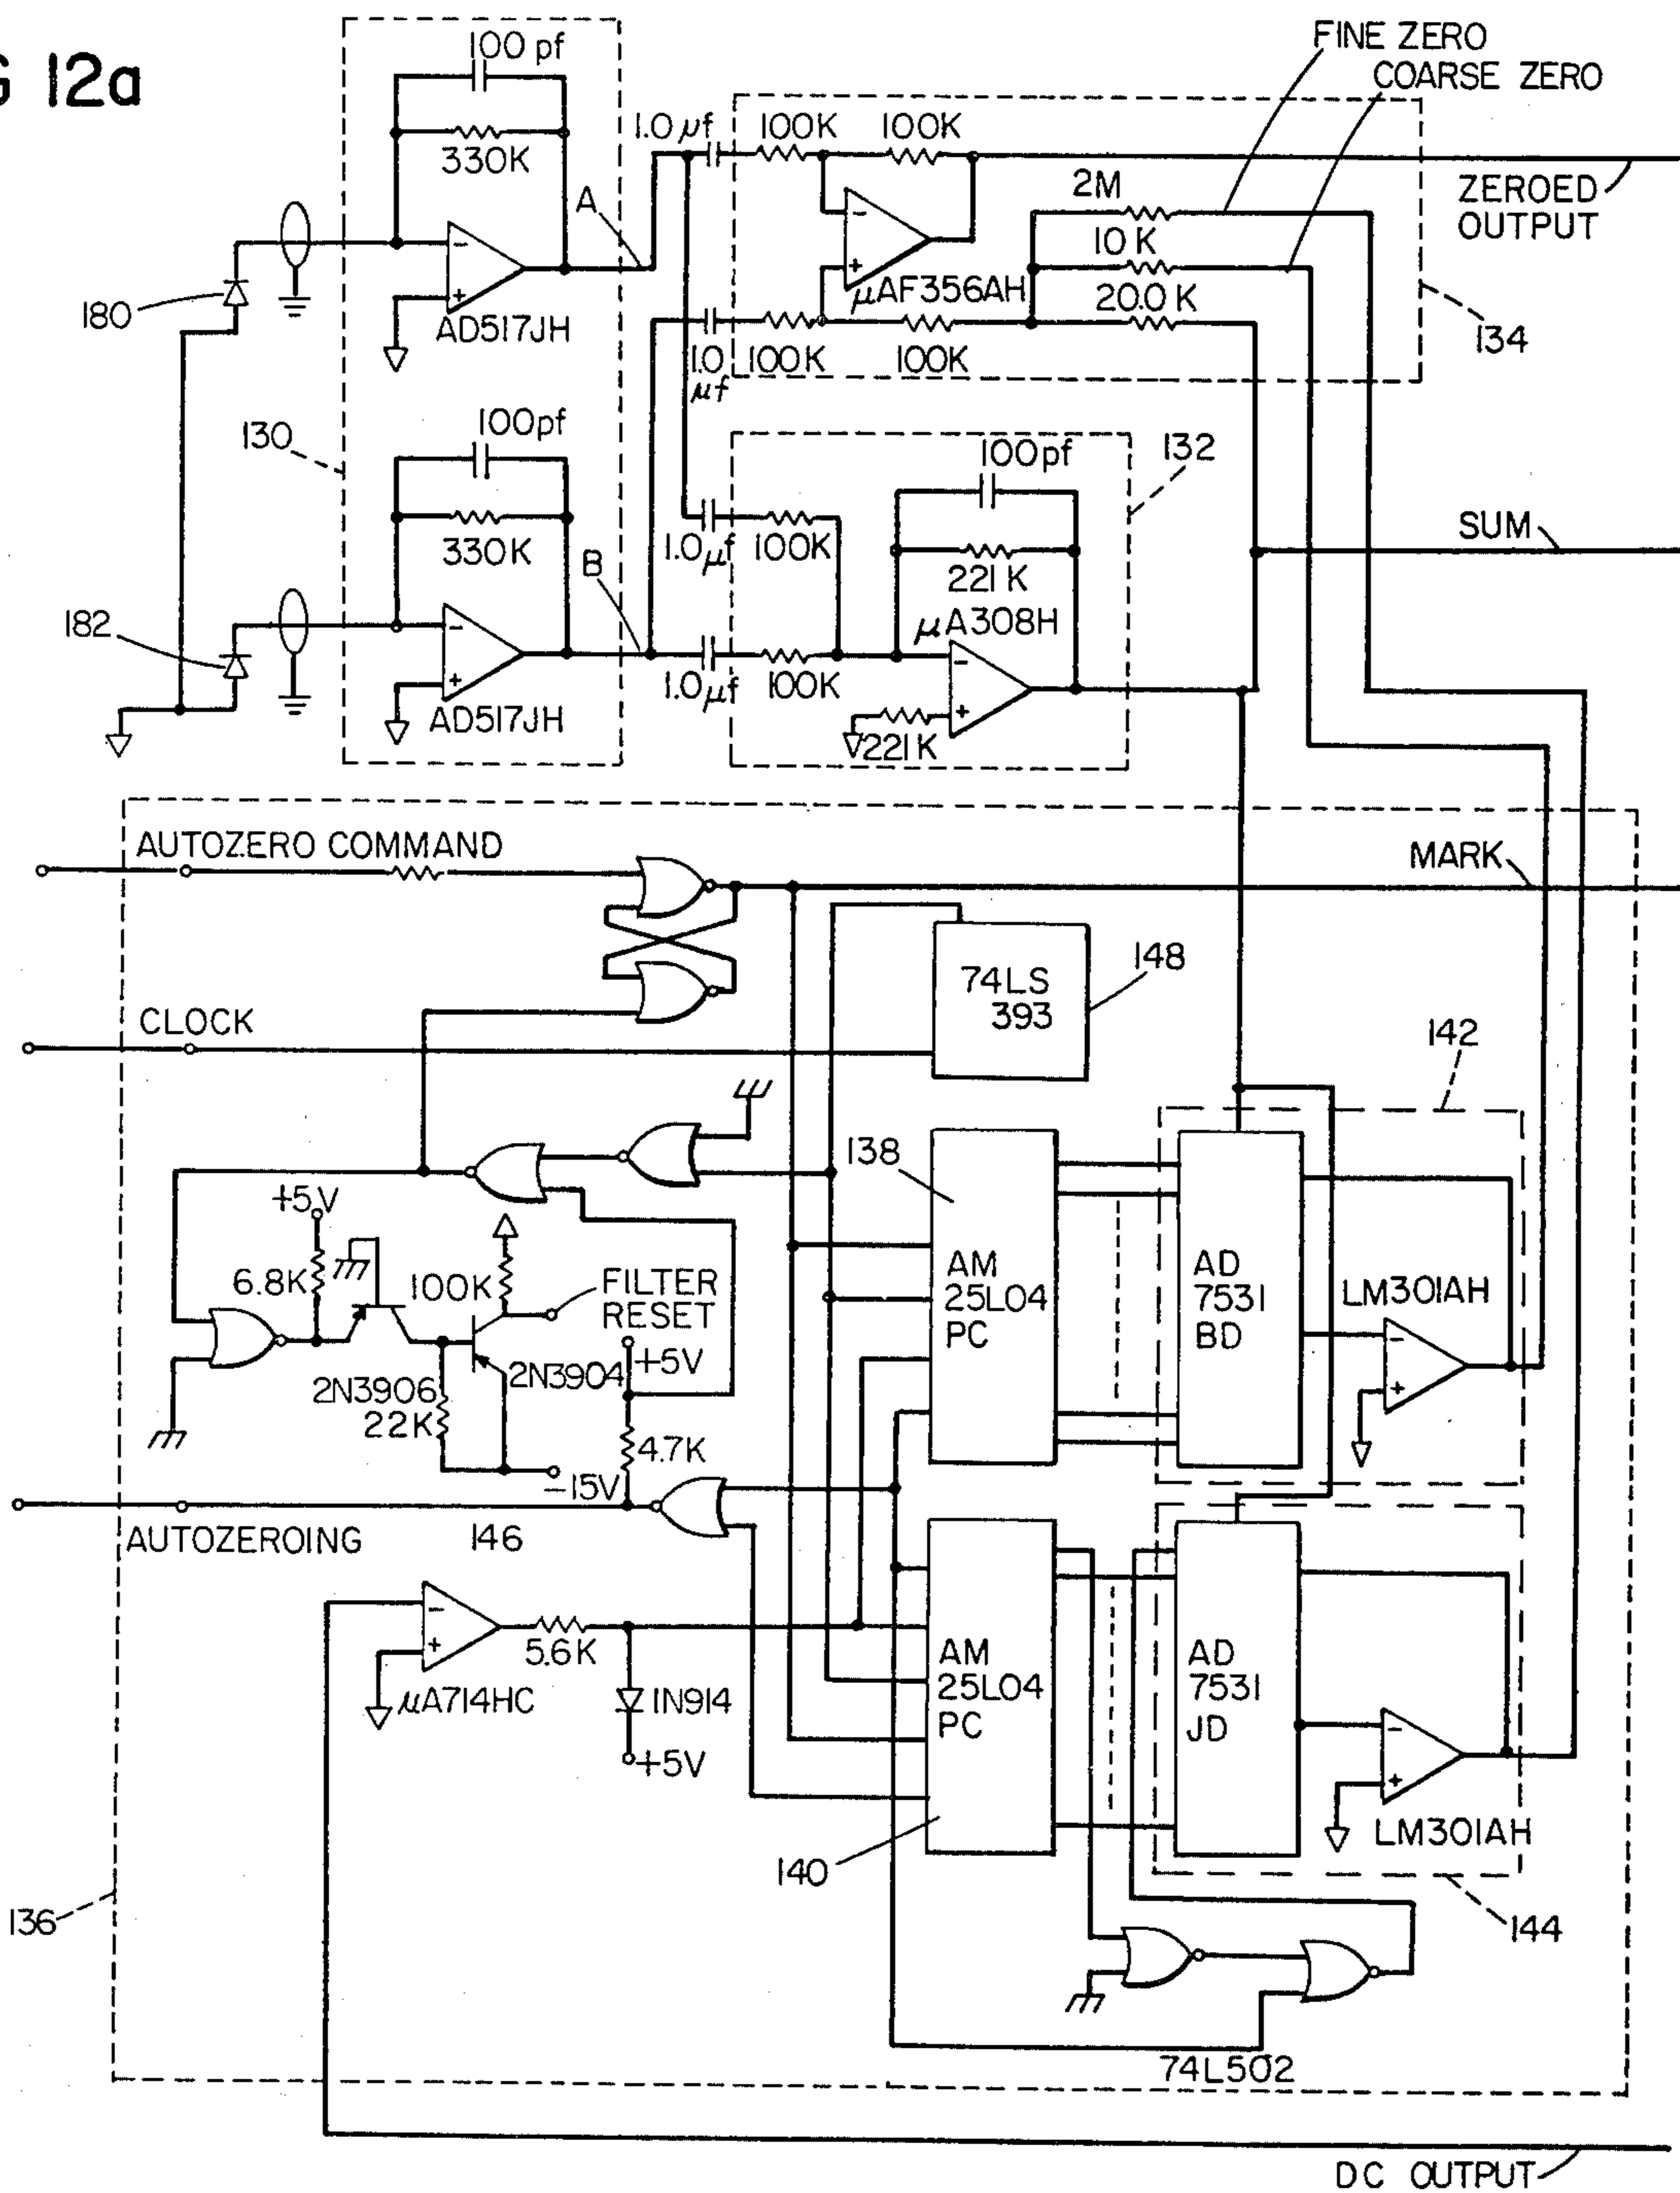 G 12a
100 pf
FINE ZERO
COARSE ZERO
330K
1.0 μf
100K
100K
A
2M
ZEROED
OUTPUT
10 K
180
AD517JH
μAF356AH
20.0 K
1.0
μf
100K
100K
134
130
100pf
132
100pf
330K
1.0μf
100K
221 K
SUM
B
μA308H
182
1.0μf
100K
AD517JH
221K
AUTOZERO COMMAND
MARK
74LS
393
148
CLOCK
142
138
+5V
6.8K
100K
FILTER
RESET
AM
25L04
PC
AD
7531
BD
LM301AH
2N3906
22K
2N3904
+5V
4.7K
-15V
AUTOZEROING
146
5.6K
μA714HC
1N914
+5V
AM
25L04
PC
AD
7531
JD
LM301AH
140
136
144
74L502
DC OUTPUT